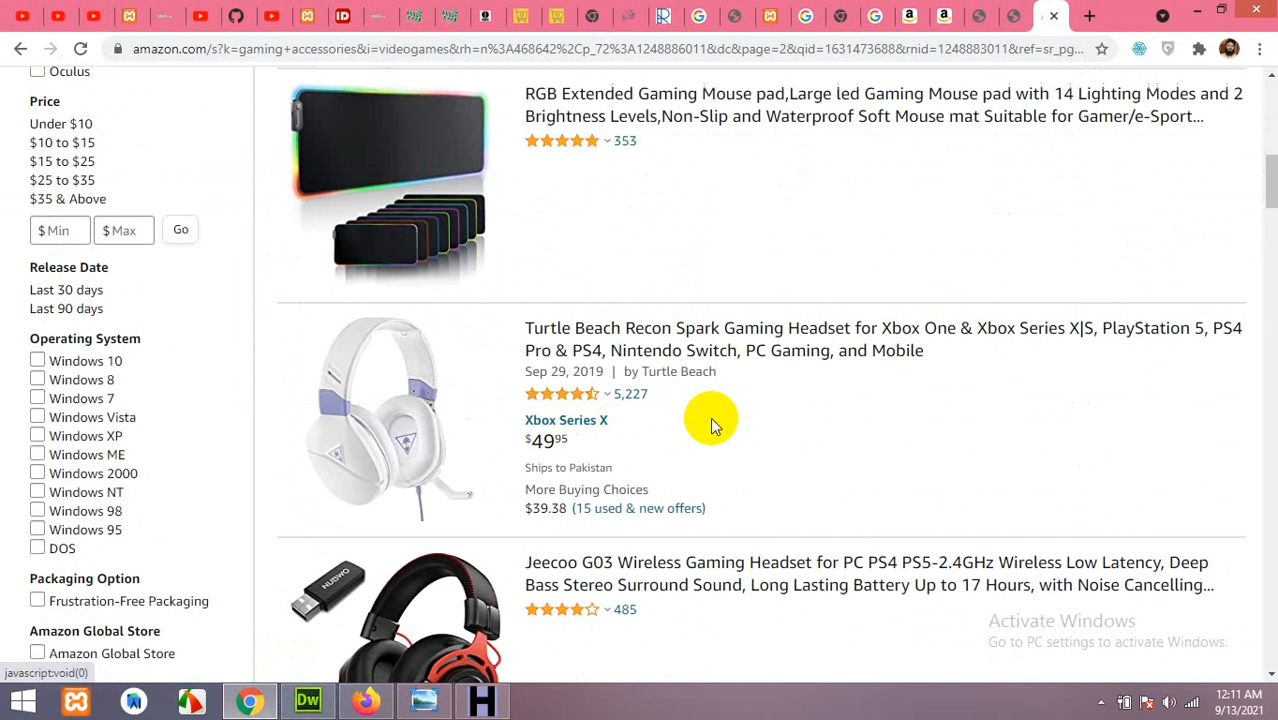 amazon.com/s?k=gaming+accessories&i=videogames&rh=n%3A468642%2Cp_72%3A1248886011&dc&page=2&qid=1631473688&rnid=1248883011&ref=sr_pg...
Oculus
Price
Under $10
$10 to $15
$15 to $25
$25 to $35
$35 & Above
$ Min
$ Max
Go
Release Date
Last 30 days
Last 90 days
Operating System
Windows 10
Windows 8
Windows 7
Windows Vista
Windows XP
Windows ME
Windows 2000
Windows NT
Windows 98
Windows 95
DOS
Packaging Option
Frustration-Free Packaging
Amazon Global Store
Amazon Global Store
javascript:void(0)
RGB Extended Gaming Mouse pad,Large led Gaming Mouse pad with 14 Lighting Modes and 2
Brightness Levels,Non-Slip and Waterproof Soft Mouse mat Suitable for Gamer/e-Sport...
353
Turtle Beach Recon Spark Gaming Headset for Xbox One & Xbox Series X|S, PlayStation 5, PS4
Pro & PS4, Nintendo Switch, PC Gaming, and Mobile
Sep 29, 2019 | by Turtle Beach
5,227
Xbox Series X
$49.95
Ships to Pakistan
More Buying Choices
$39.38 (15 used & new offers)
NUBWO
Jeecoo G03 Wireless Gaming Headset for PC PS4 PS5-2.4GHz Wireless Low Latency, Deep
Bass Stereo Surround Sound, Long Lasting Battery Up to 17 Hours, with Noise Cancelling...
485
Activate Windows
Go to PC settings to activate Windows.
Dw
H
12:11 AM
9/13/2021